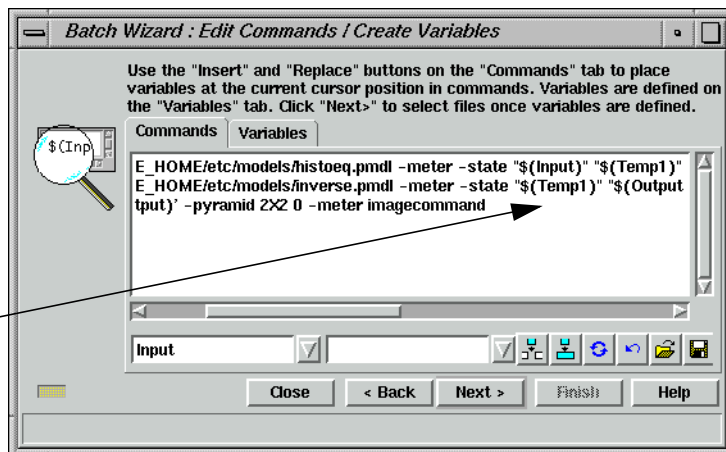 Batch Wizard : Edit Commands / Create Variables
Use the "Insert" and "Replace" buttons on the "Commands" tab to place
variables at the current cursor position in commands. Variables are defined on
the "Variables" tab. Click "Next>" to select files once variables are defined.
Commands Variables
$(Inp
E_HOME/etc/models/histoeq.pmdl -meter -state "$(Input)" "$(Temp1)"
E_HOME/etc/models/inverse.pmdl -meter -state "$(Temp1)" "$(Output
tput)' -pyramid 2X2 0 -meter imagecommand
Input
Close < Back Next > Finish Help